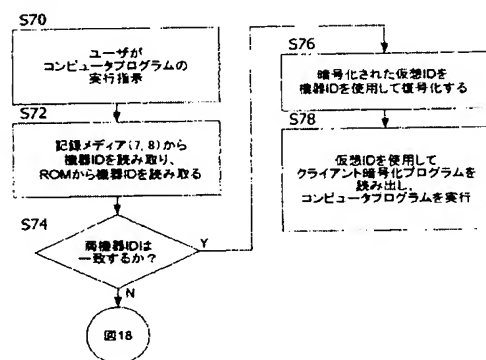 S70
ユーザが
コンピュータプログラムの
実行指示
S72
記録メディア(7, 8)から
機器IDを読み取り、
ROMから機器IDを読み取る
S74
両機器IDは
一致するか?
Y
N
図18
S76
暗号化された仮想IDを
機器IDを使用して復号化する
S78
仮想IDを使用して
クライアント暗号化プログラムを
読み出し、
コンピュータプログラムを実行